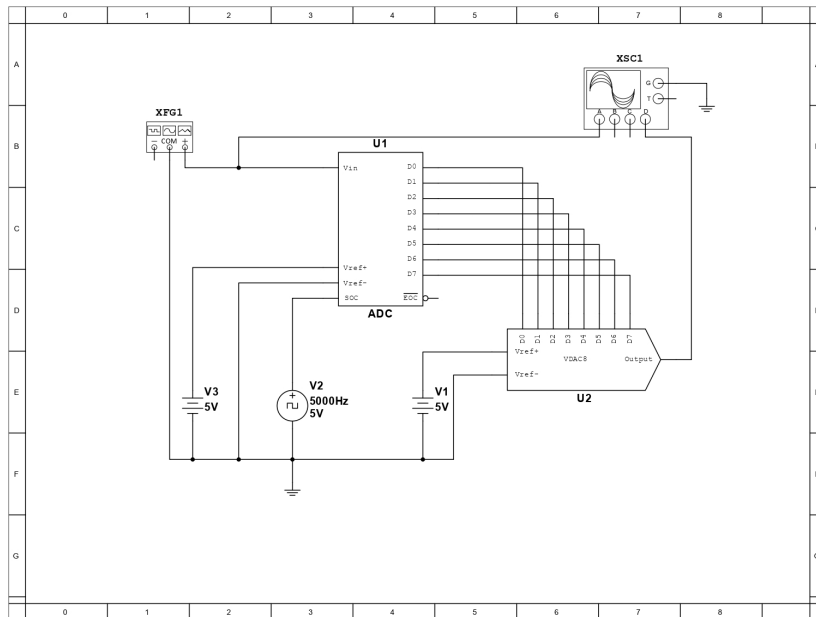 0 1 2 3 4 5 6 7 8
A
XSC1
G
T
A B C D
XFG1
COM
B
U1
Vin
D0
D1
D2
D3
D4
D5
D6
D7
C
Vref+
Vref-
SOC
EOC
ADC
D
D0 D1 D2 D3 D4 D5 D6 D7
Vref+
VDAC8
Output
Vref-
U2
E
V3
5V
V2
5000Hz
5V
V1
5V
F
G
0 1 2 3 4 5 6 7 8